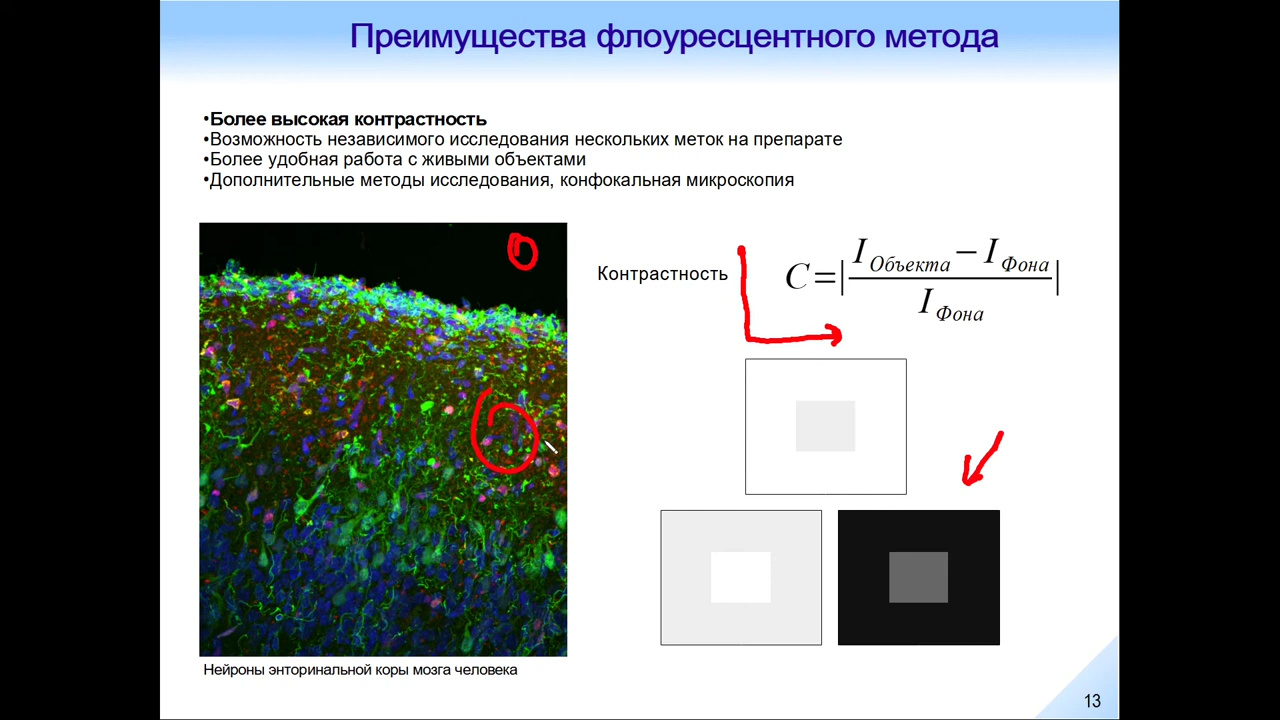 Преимущества флоуресцентного метода
•Более высокая контрастность
•Возможность независимого исследования нескольких меток на препарате
•Более удобная работа с живыми объектами
•Дополнительные методы исследования, конфокальная микроскопия
Контрастность
C=|(I Объекта − I Фона)/I Фона|
Нейроны энторинальной коры мозга человека
13